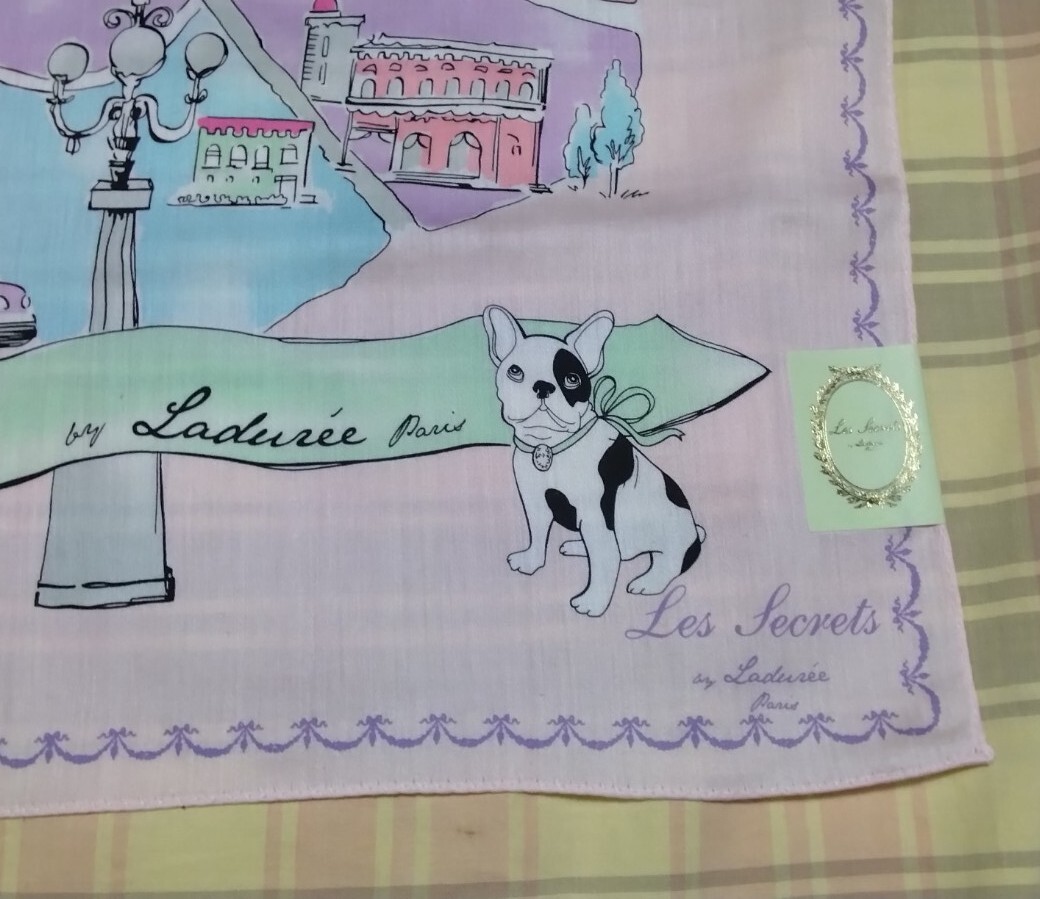 by Ladurée Paris
Les Secrets
Les Secrets
by Ladurée
Paris